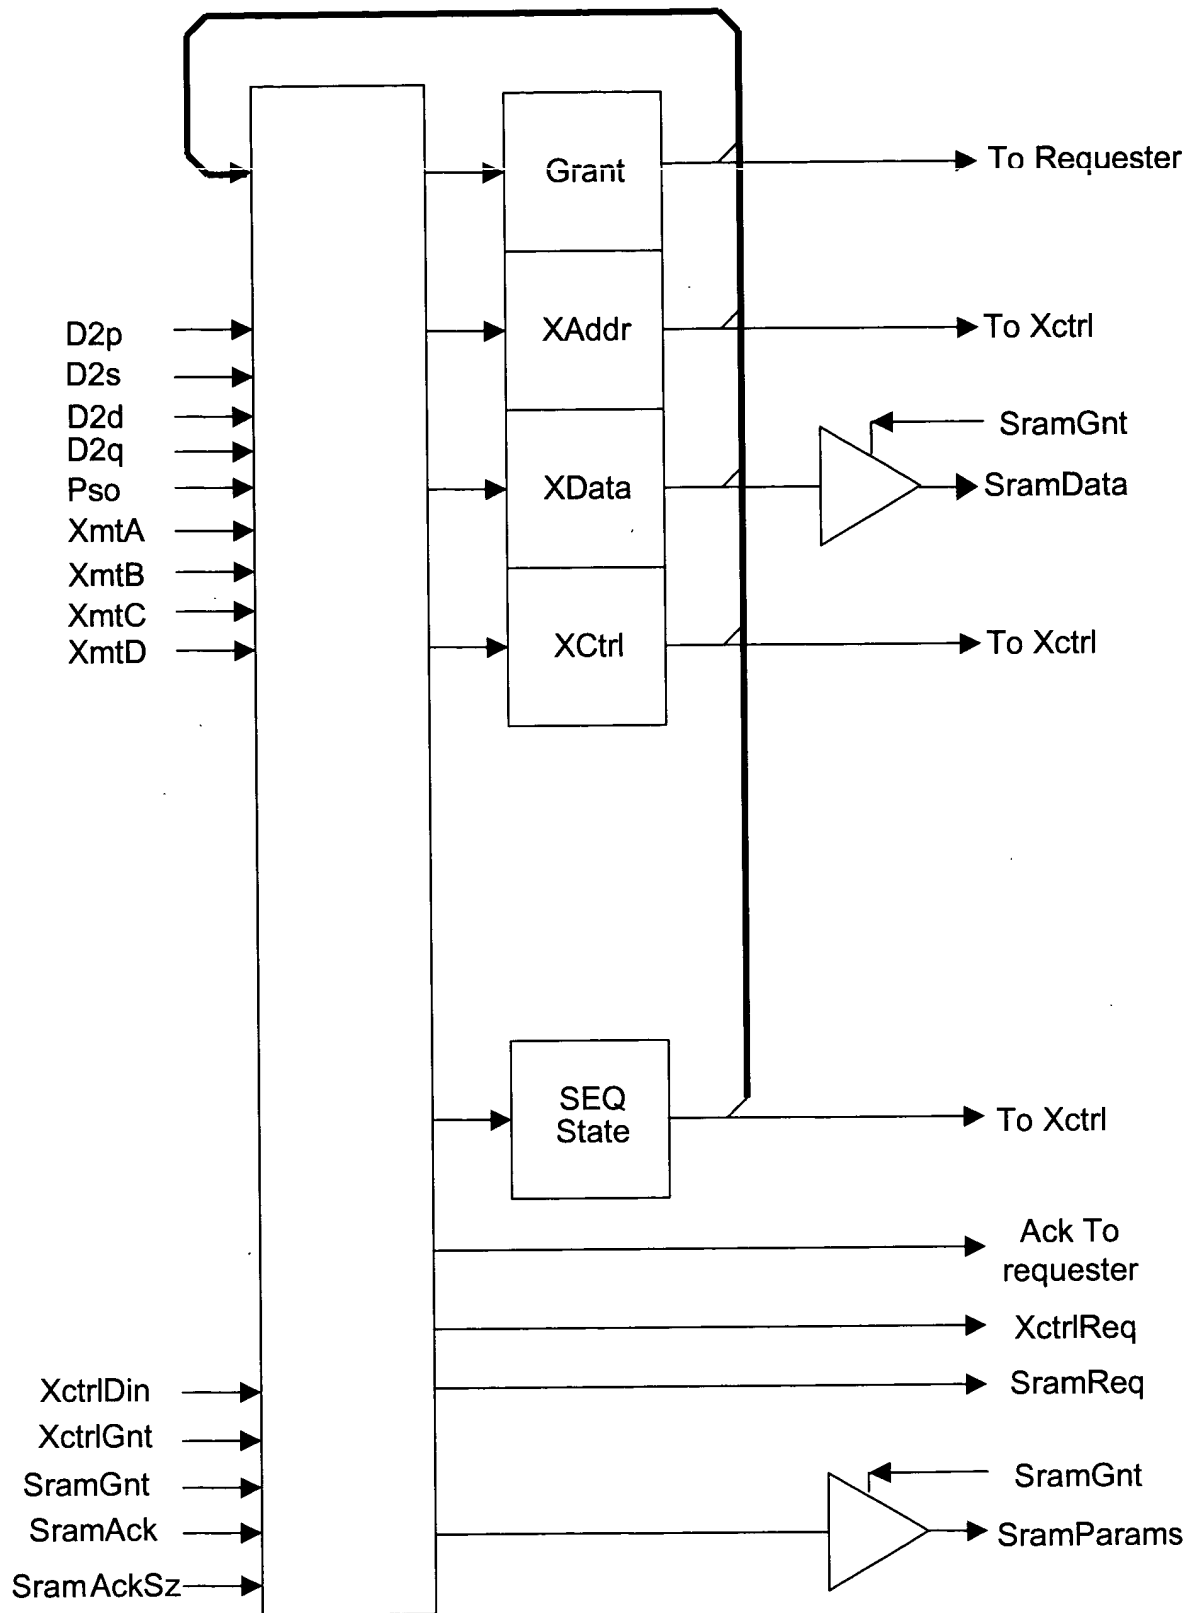 Grant
To Requester
D2p
XAddr
To Xctrl
D2s
D2d
SramGnt
D2q
Pso
XData
SramData
XmtA
XmtB
XmtC
XCtrl
To Xctrl
XmtD
SEQ
State
To Xctrl
Ack To
requester
XctrlReq
XctrlDin
SramReq
XctrlGnt
SramGnt
SramGnt
SramAck
SramParams
SramAckSz